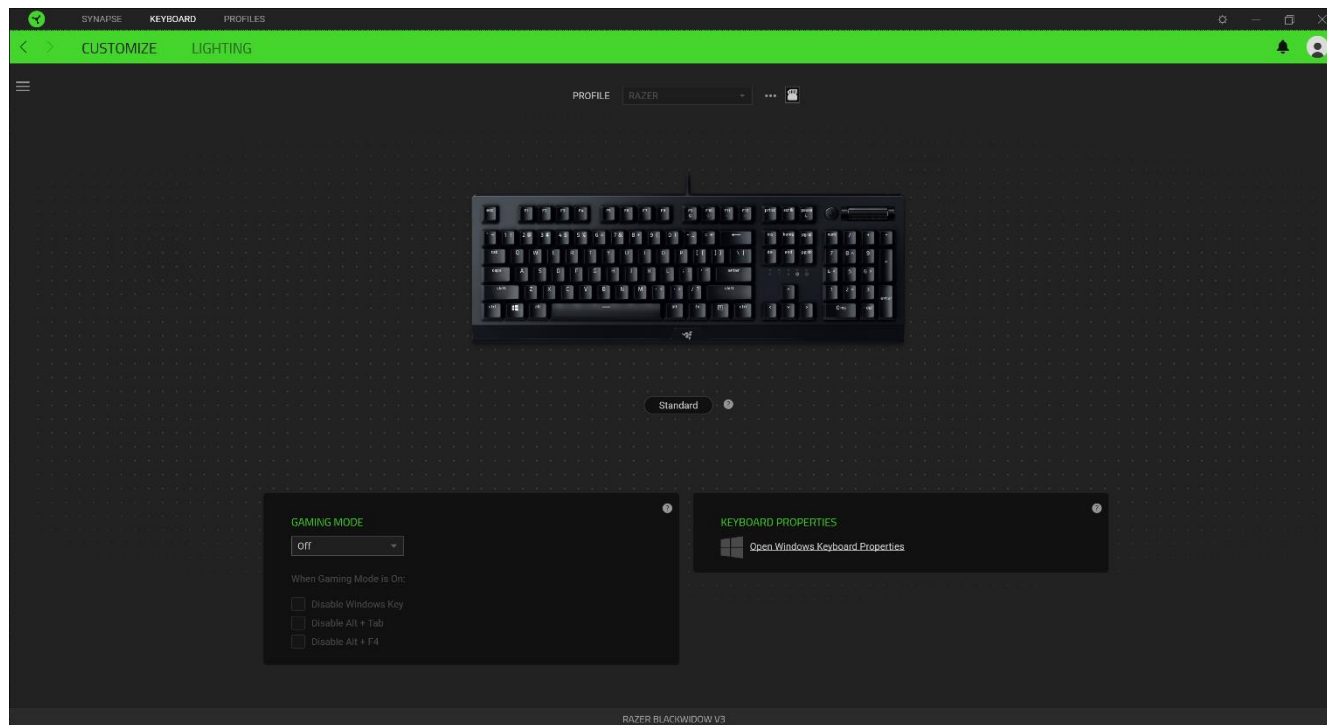 SYNAPSE KEYBOARD PROFILES
CUSTOMIZE LIGHTING
PROFILE RAZER
Standard ?
GAMING MODE ?
Off
When Gaming Mode is On:
Disable Windows Key
Disable Alt + Tab
Disable Alt + F4
KEYBOARD PROPERTIES ?
Open Windows Keyboard Properties
RAZER BLACKWIDOW V3